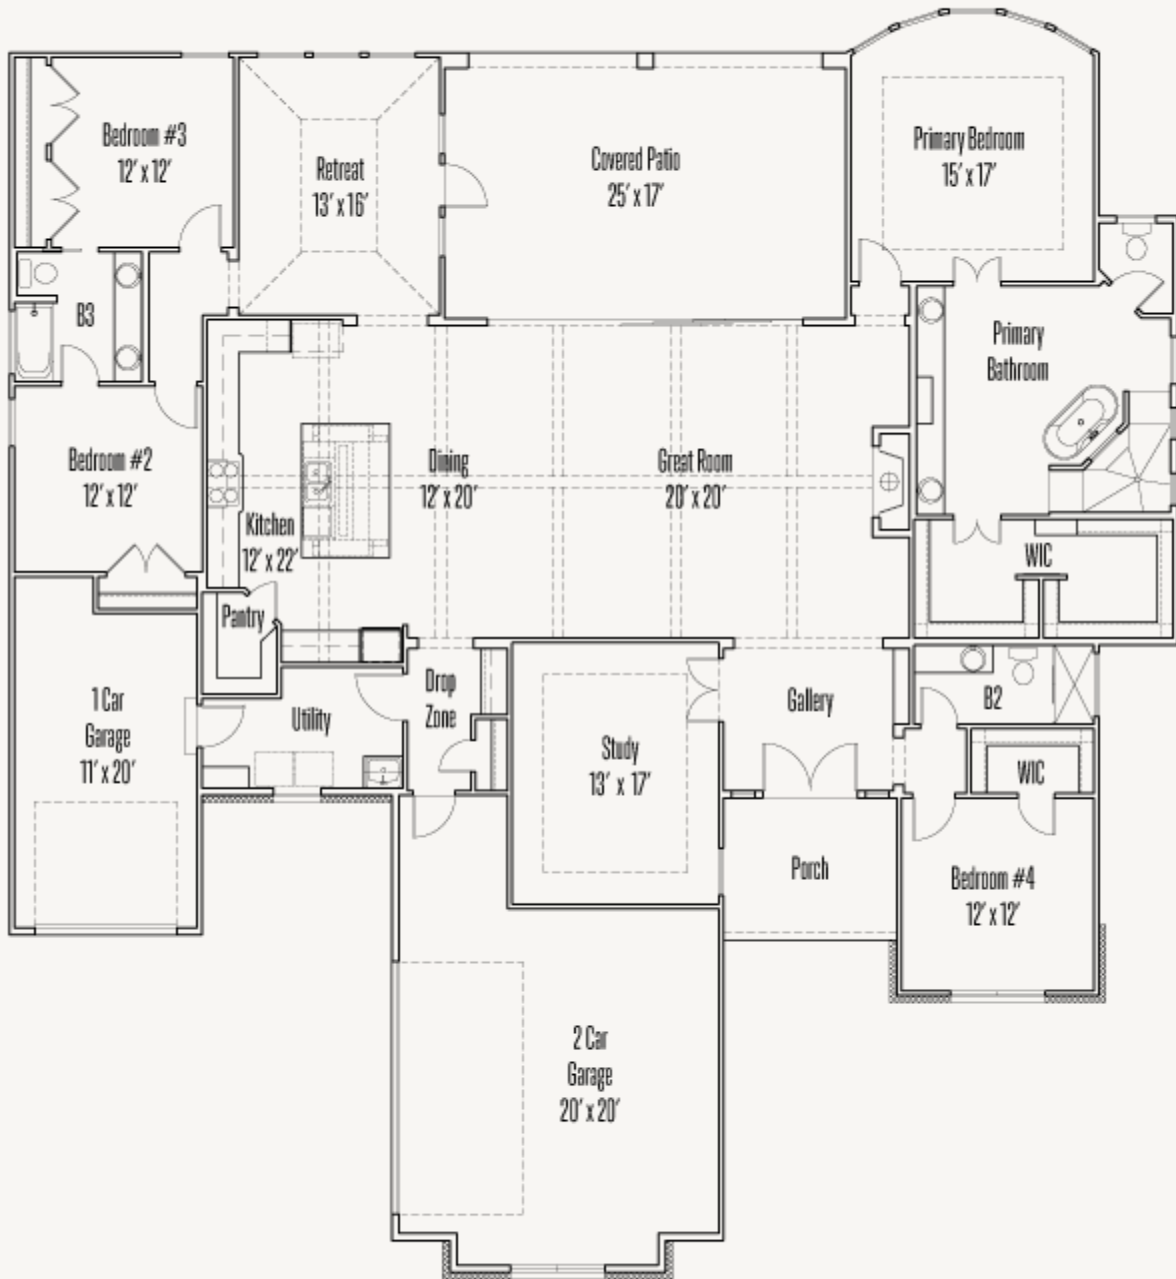 Bedroom #3
12' x 12'
Retreat
13' x 16'
Covered Patio
25' x 17'
Primary Bedroom
15' x 17'
B3
Primary
Bathroom
Bedroom #2
12' x 12'
Kitchen
12' x 22'
Dining
12' x 20'
Great Room
20' x 20'
WIC
Pantry
1 Car
Garage
11' x 20'
Utility
Drop
Zone
Study
13' x 17'
Gallery
B2
WIC
Porch
Bedroom #4
12' x 12'
2 Car
Garage
20' x 20'